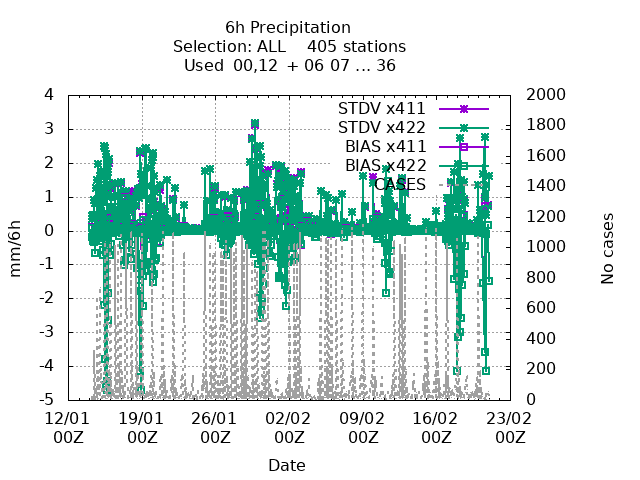 6h Precipitation
Selection: ALL    405 stations
Used  00,12  + 06 07 ... 36
STDV x411
STDV x422
BIAS x411
BIAS x422
CASES
mm/6h
4
3
2
1
0
-1
-2
-3
-4
-5
No cases
2000
1800
1600
1400
1200
1000
800
600
400
200
0
12/01 19/01 26/01 02/02 09/02 16/02 23/02
00Z 00Z 00Z 00Z 00Z 00Z 00Z
Date